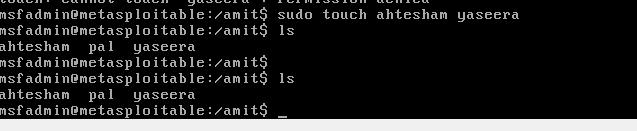 touch: cannot touch `yaseera': Permission denied
msfadmin@metasploitable:/amit$ sudo touch ahtesham yaseera
msfadmin@metasploitable:/amit$ ls
ahtesham  pal  yaseera
msfadmin@metasploitable:/amit$
msfadmin@metasploitable:/amit$ ls
ahtesham  pal  yaseera
msfadmin@metasploitable:/amit$ _